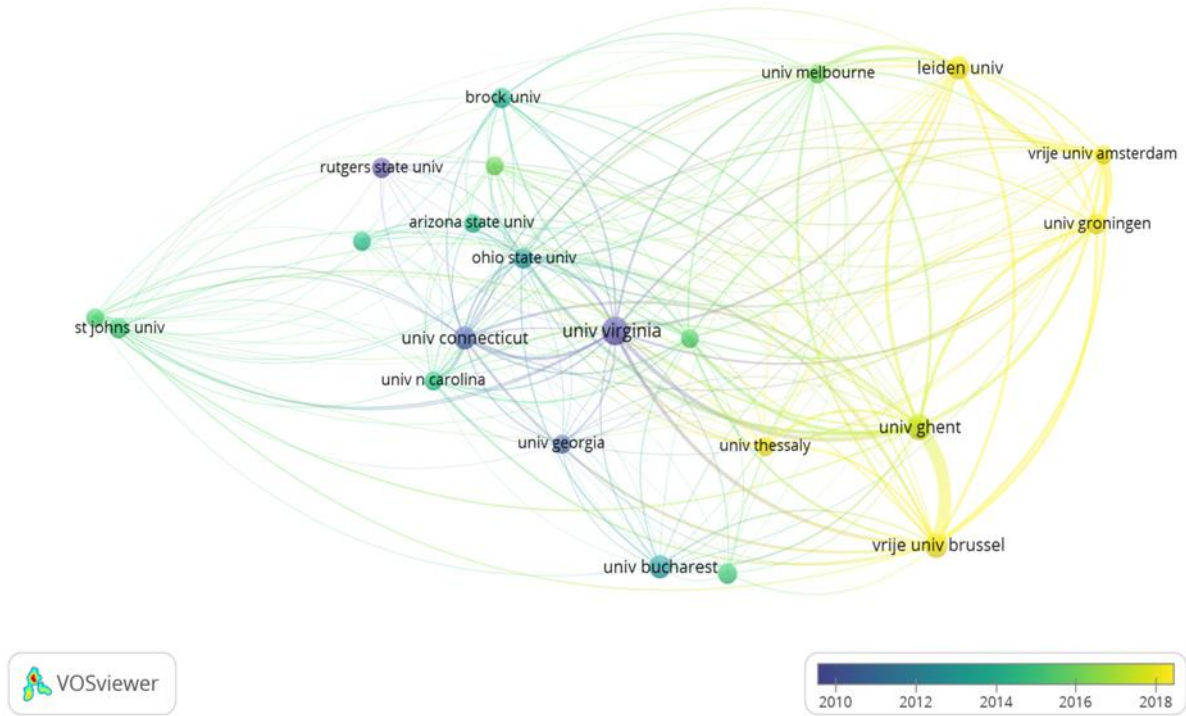 univ melbourne
leiden univ
brock univ
vrije univ amsterdam
rutgers state univ
arizona state univ
univ groningen
ohio state univ
st johns univ
univ connecticut
univ virginia
univ n carolina
univ ghent
univ georgia
univ thessaly
vrije univ brussel
univ bucharest
VOSviewer
2010 2012 2014 2016 2018